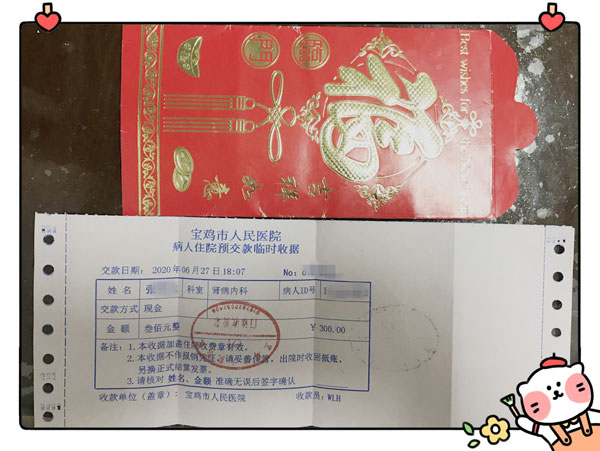 Best wishes for
福
吉祥如意
宝鸡市人民医院
病人住院预交款临时收据
交款日期: 2020年06月27日 18:07 No:
姓名 张 科室 肾病内科 病人ID号
交款方式 现金
金额 叁佰元整 ¥300.00
备注: 1.本收据加盖住院收费章有效。
2.本收据不作报销凭证，请妥善保管，出院时收回抵账，
另换正式结算发票。
3.请核对 姓名、金额 准确无误后签字确认
收款单位（盖章）: 宝鸡市人民医院 收款员: WLH